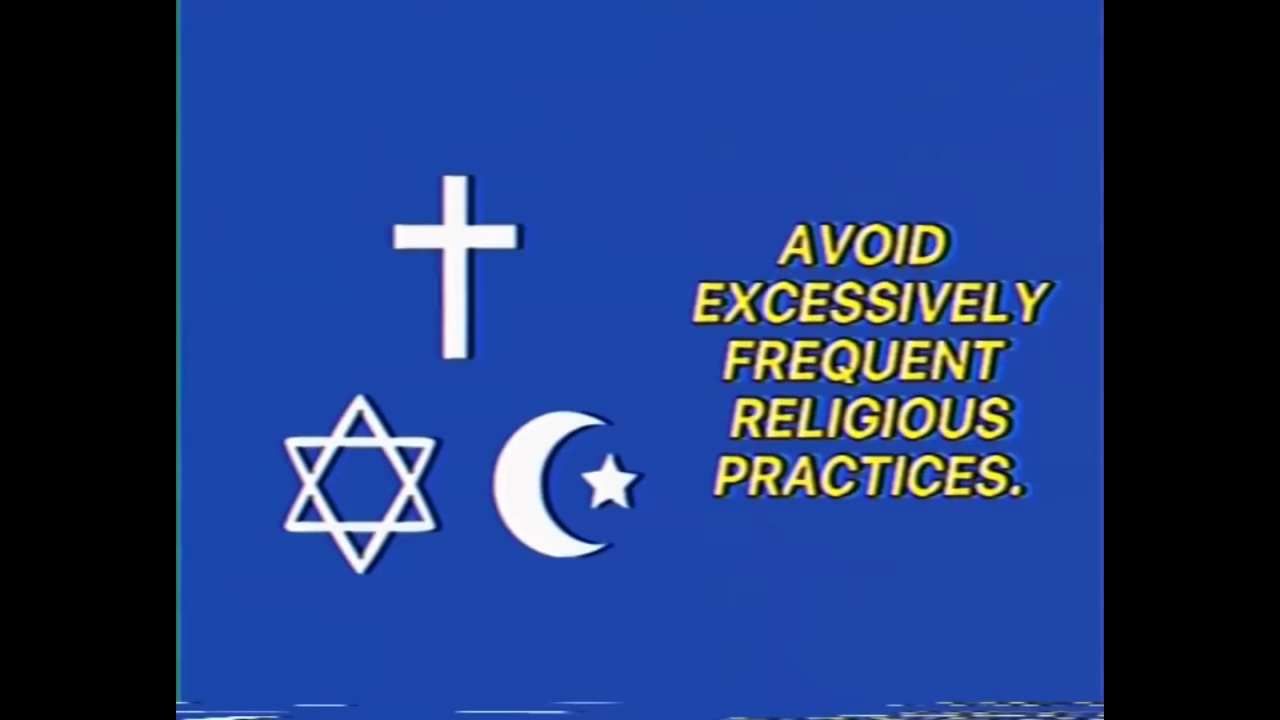 AVOID
EXCESSIVELY
FREQUENT
RELIGIOUS
PRACTICES.